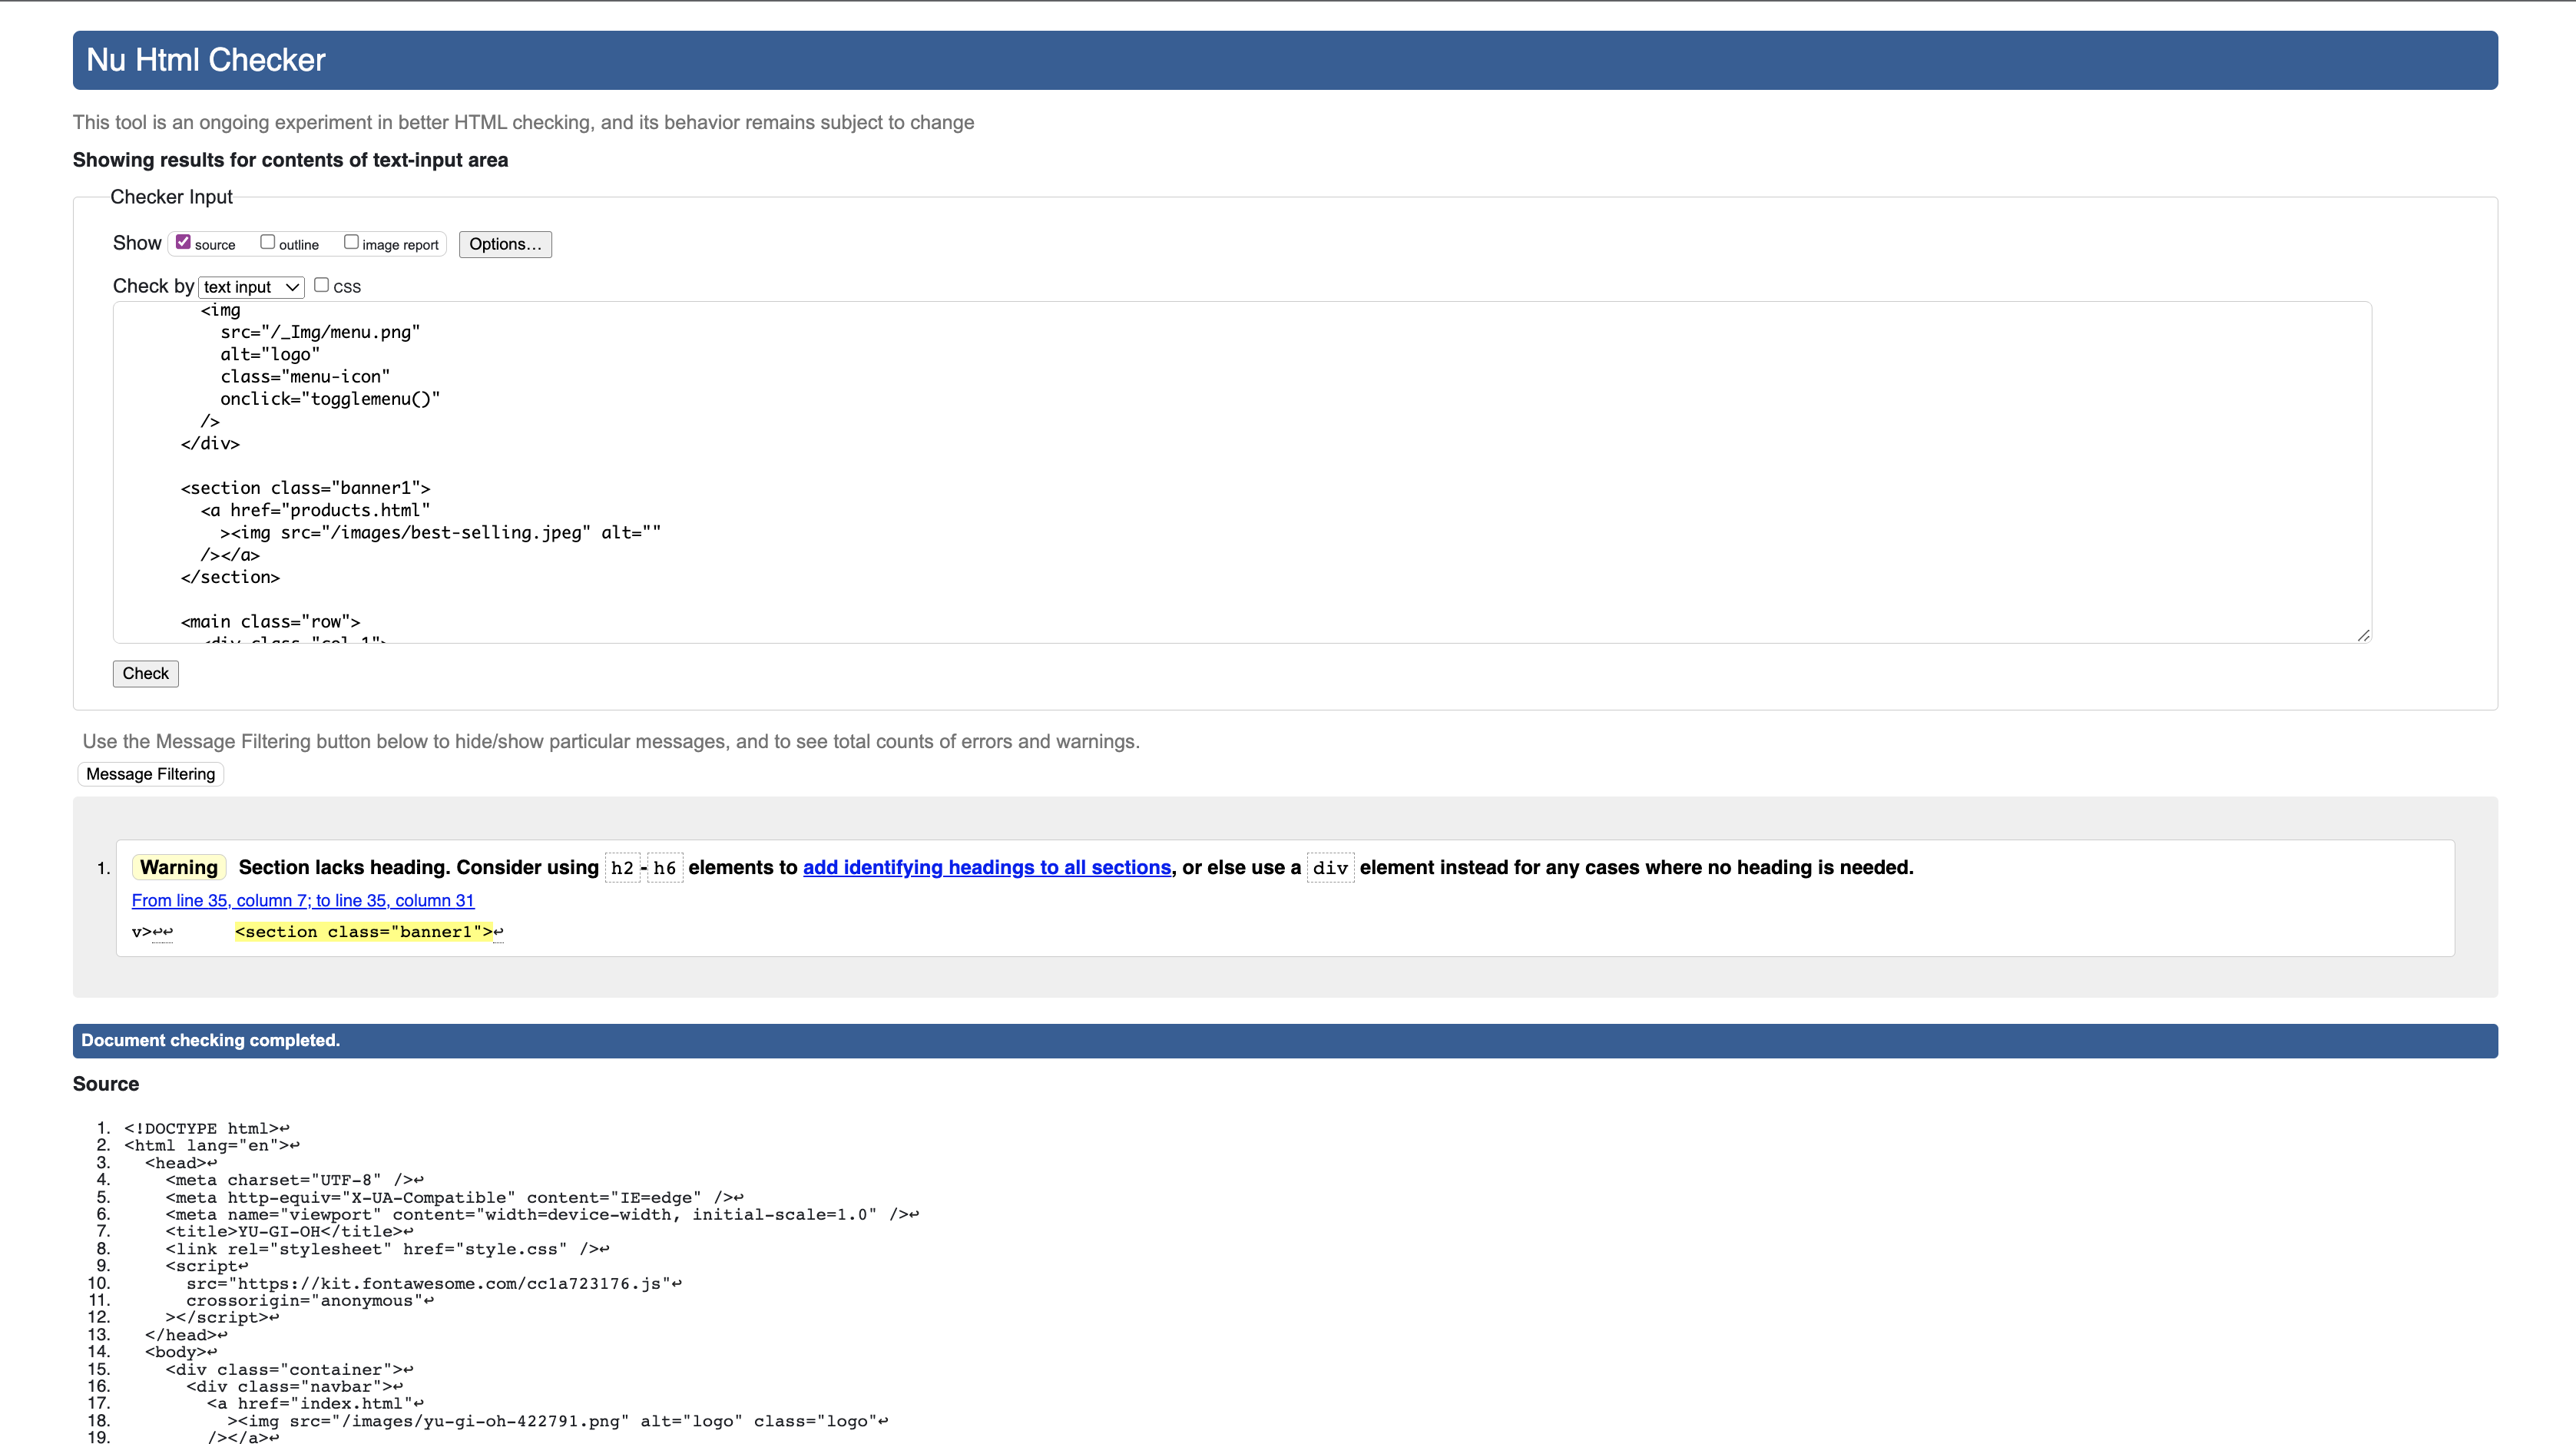 Nu Html Checker
This tool is an ongoing experiment in better HTML checking, and its behavior remains subject to change
Showing results for contents of text-input area
Checker Input
Show source outline image report Options...
Check by text input CSS
<img
src="/_Img/menu.png"
alt="logo"
class="menu-icon"
onclick="togglemenu()"
/>
</div>
<section class="banner1">
<a href="products.html"
><img src="/images/best-selling.jpeg" alt=""
/></a>
</section>
<main class="row">
<div class="col-1">
Check
Use the Message Filtering button below to hide/show particular messages, and to see total counts of errors and warnings.
Message Filtering
1. Warning Section lacks heading. Consider using h2-h6 elements to add identifying headings to all sections, or else use a div element instead for any cases where no heading is needed.
From line 35, column 7; to line 35, column 31
v>↩↩ <section class="banner1">↩
Document checking completed.
Source
1. <!DOCTYPE html>↩
2. <html lang="en">↩
3. <head>↩
4. <meta charset="UTF-8" />↩
5. <meta http-equiv="X-UA-Compatible" content="IE=edge" />↩
6. <meta name="viewport" content="width=device-width, initial-scale=1.0" />↩
7. <title>YU-GI-OH</title>↩
8. <link rel="stylesheet" href="style.css" />↩
9. <script↩
10. src="https://kit.fontawesome.com/cc1a723176.js"↩
11. crossorigin="anonymous"↩
12. ></script>↩
13. </head>↩
14. <body>↩
15. <div class="container">↩
16. <div class="navbar">↩
17. <a href="index.html"↩
18. ><img src="/images/yu-gi-oh-422791.png" alt="logo" class="logo"↩
19. /></a>↩